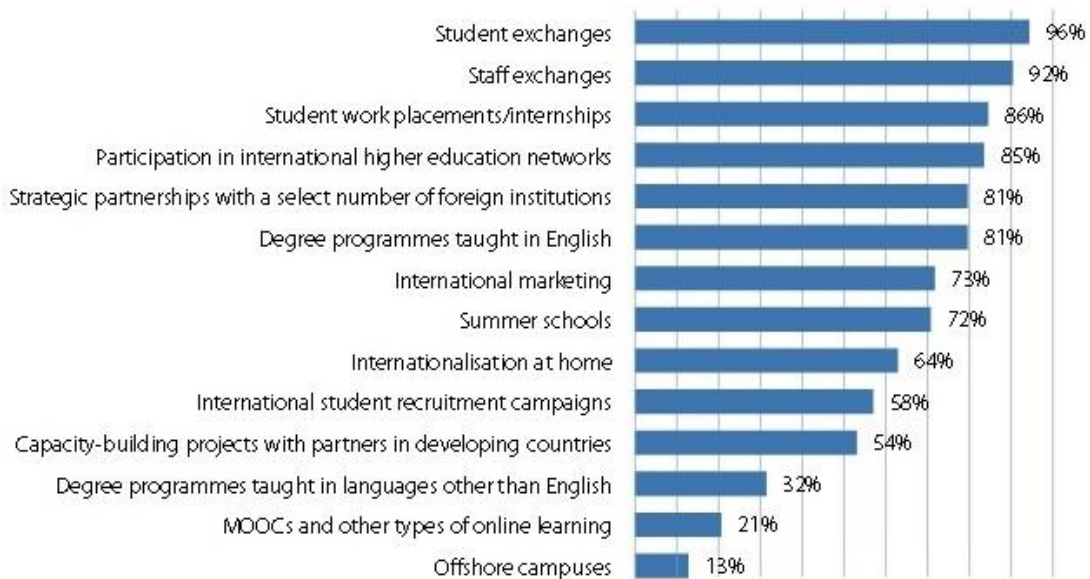 Student exchanges 96%
Staff exchanges 92%
Student work placements/internships 86%
Participation in international higher education networks 85%
Strategic partnerships with a select number of foreign institutions 81%
Degree programmes taught in English 81%
International marketing 73%
Summer schools 72%
Internationalisation at home 64%
International student recruitment campaigns 58%
Capacity-building projects with partners in developing countries 54%
Degree programmes taught in languages other than English 32%
MOOCs and other types of online learning 21%
Offshore campuses 13%